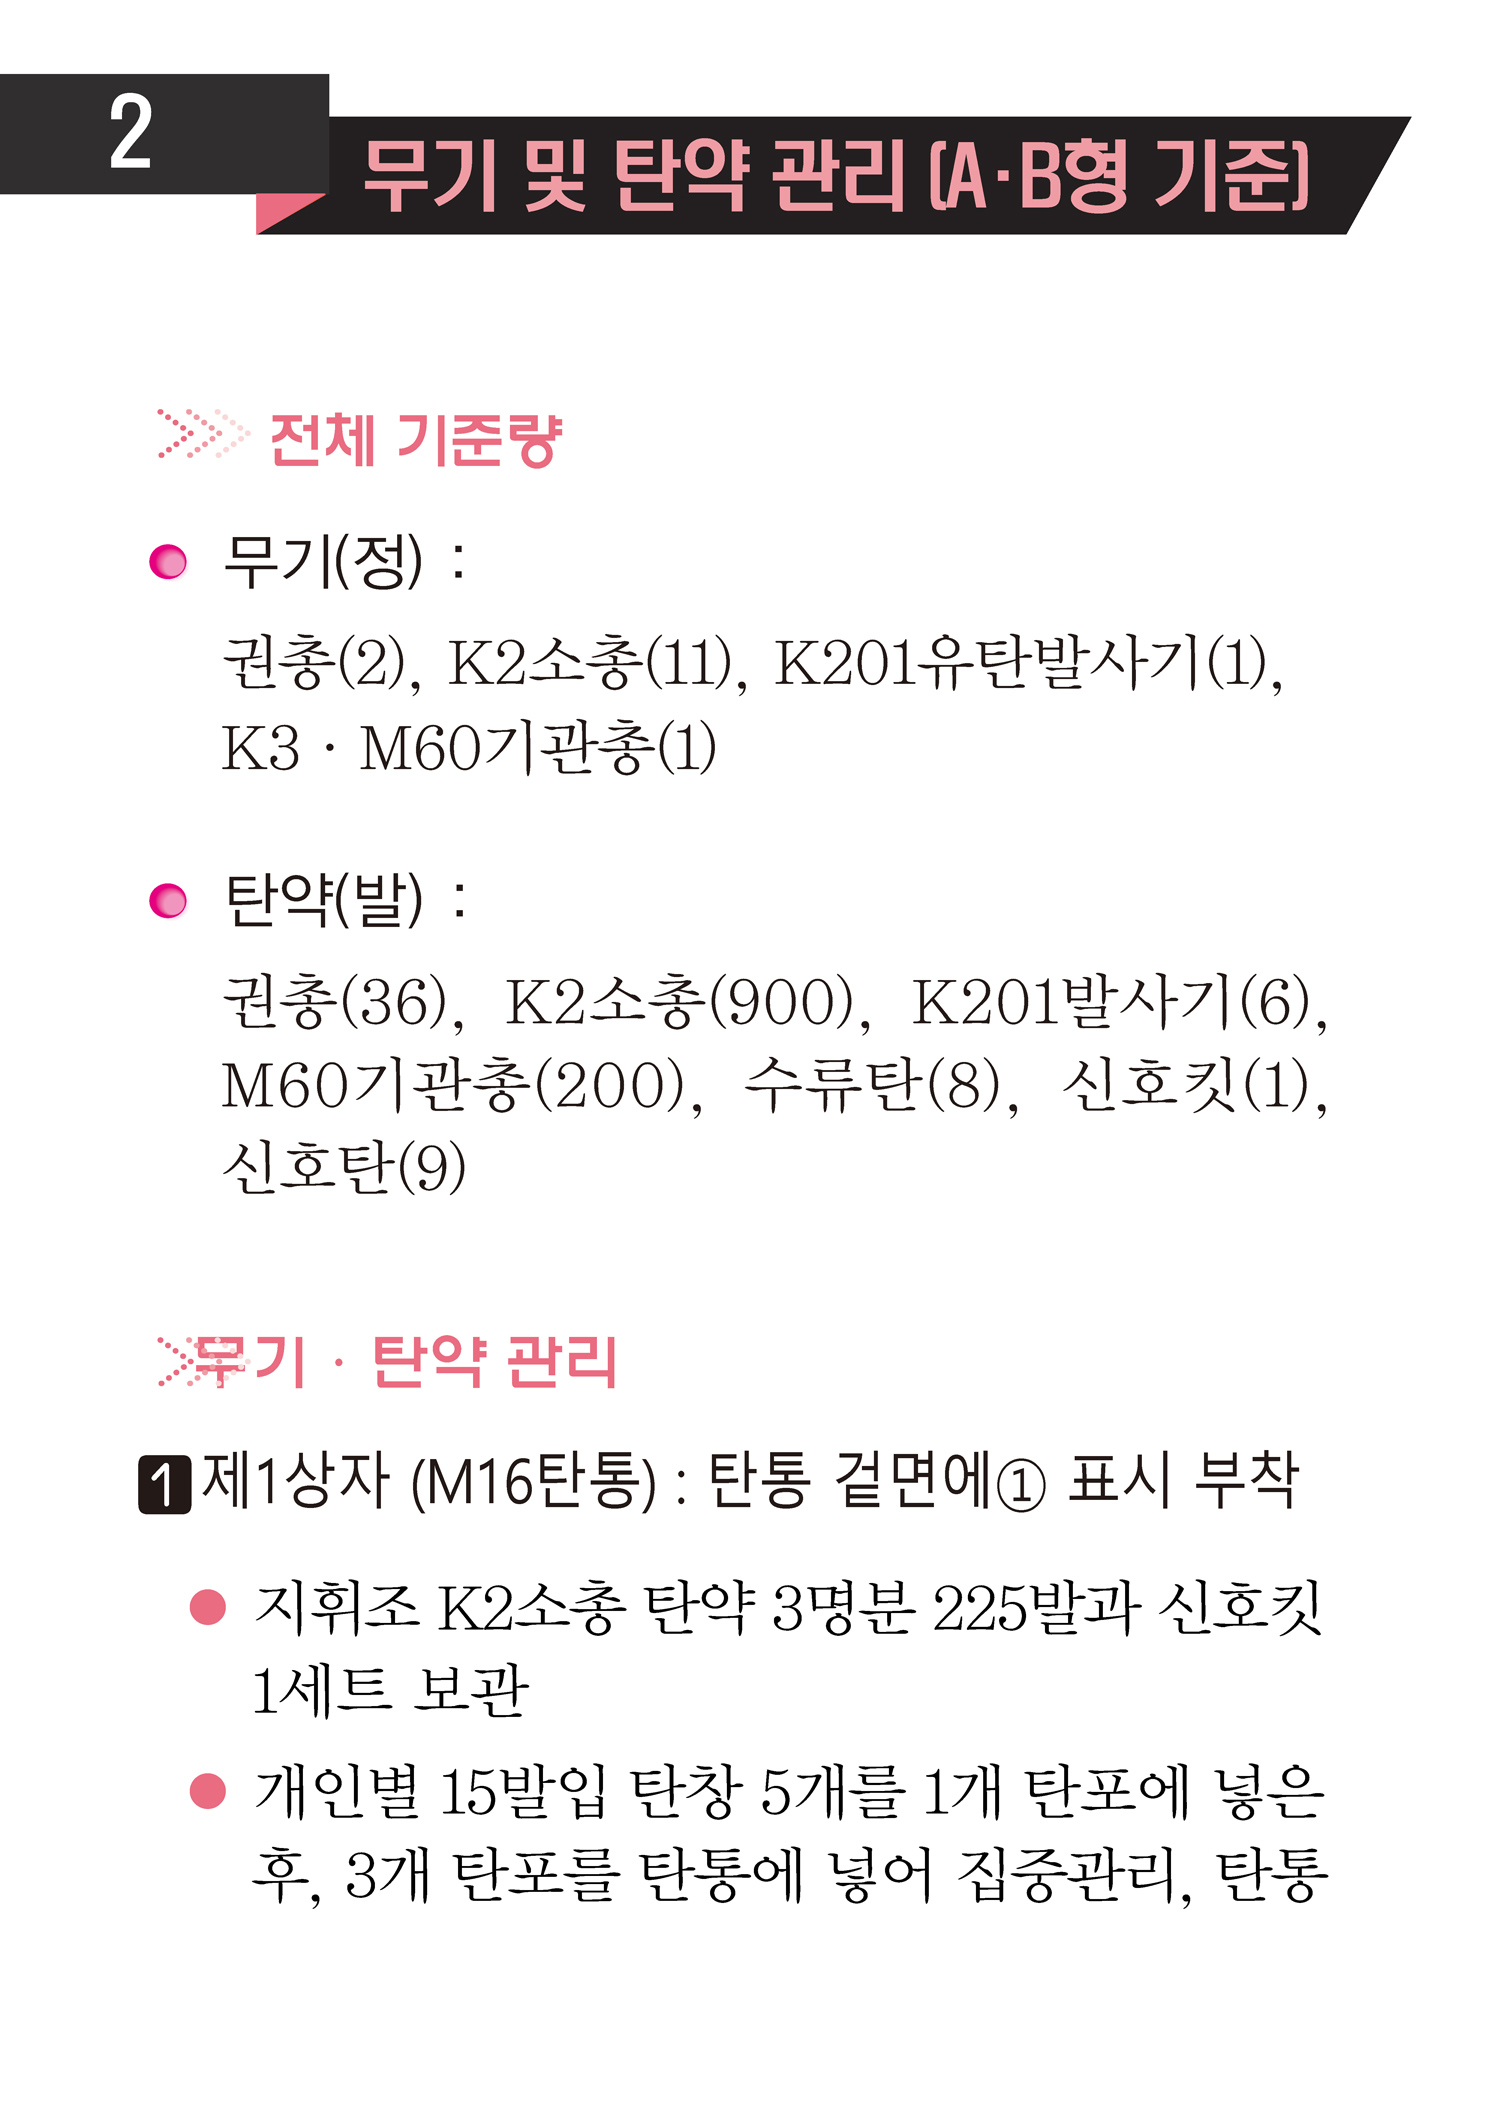 2
무기 및 탄약 관리 (A·B형 기준)
전체 기준량
무기(정) :
권총(2), K2소총(11), K201유탄발사기(1),
K3 · M60기관총(1)
탄약(발) :
권총(36), K2소총(900), K201발사기(6),
M60기관총(200), 수류탄(8), 신호킷(1),
신호탄(9)
무기 · 탄약 관리
1 제1상자 (M16탄통) : 탄통 겉면에① 표시 부착
● 지휘조 K2소총 탄약 3명분 225발과 신호킷
1세트 보관
● 개인별 15발입 탄창 5개를 1개 탄포에 넣은
후, 3개 탄포를 탄통에 넣어 집중관리, 탄통